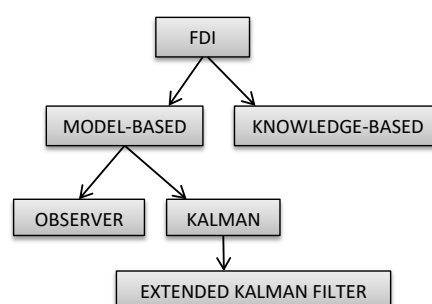 FDI
MODEL-BASED
KNOWLEDGE-BASED
OBSERVER
KALMAN
EXTENDED KALMAN FILTER